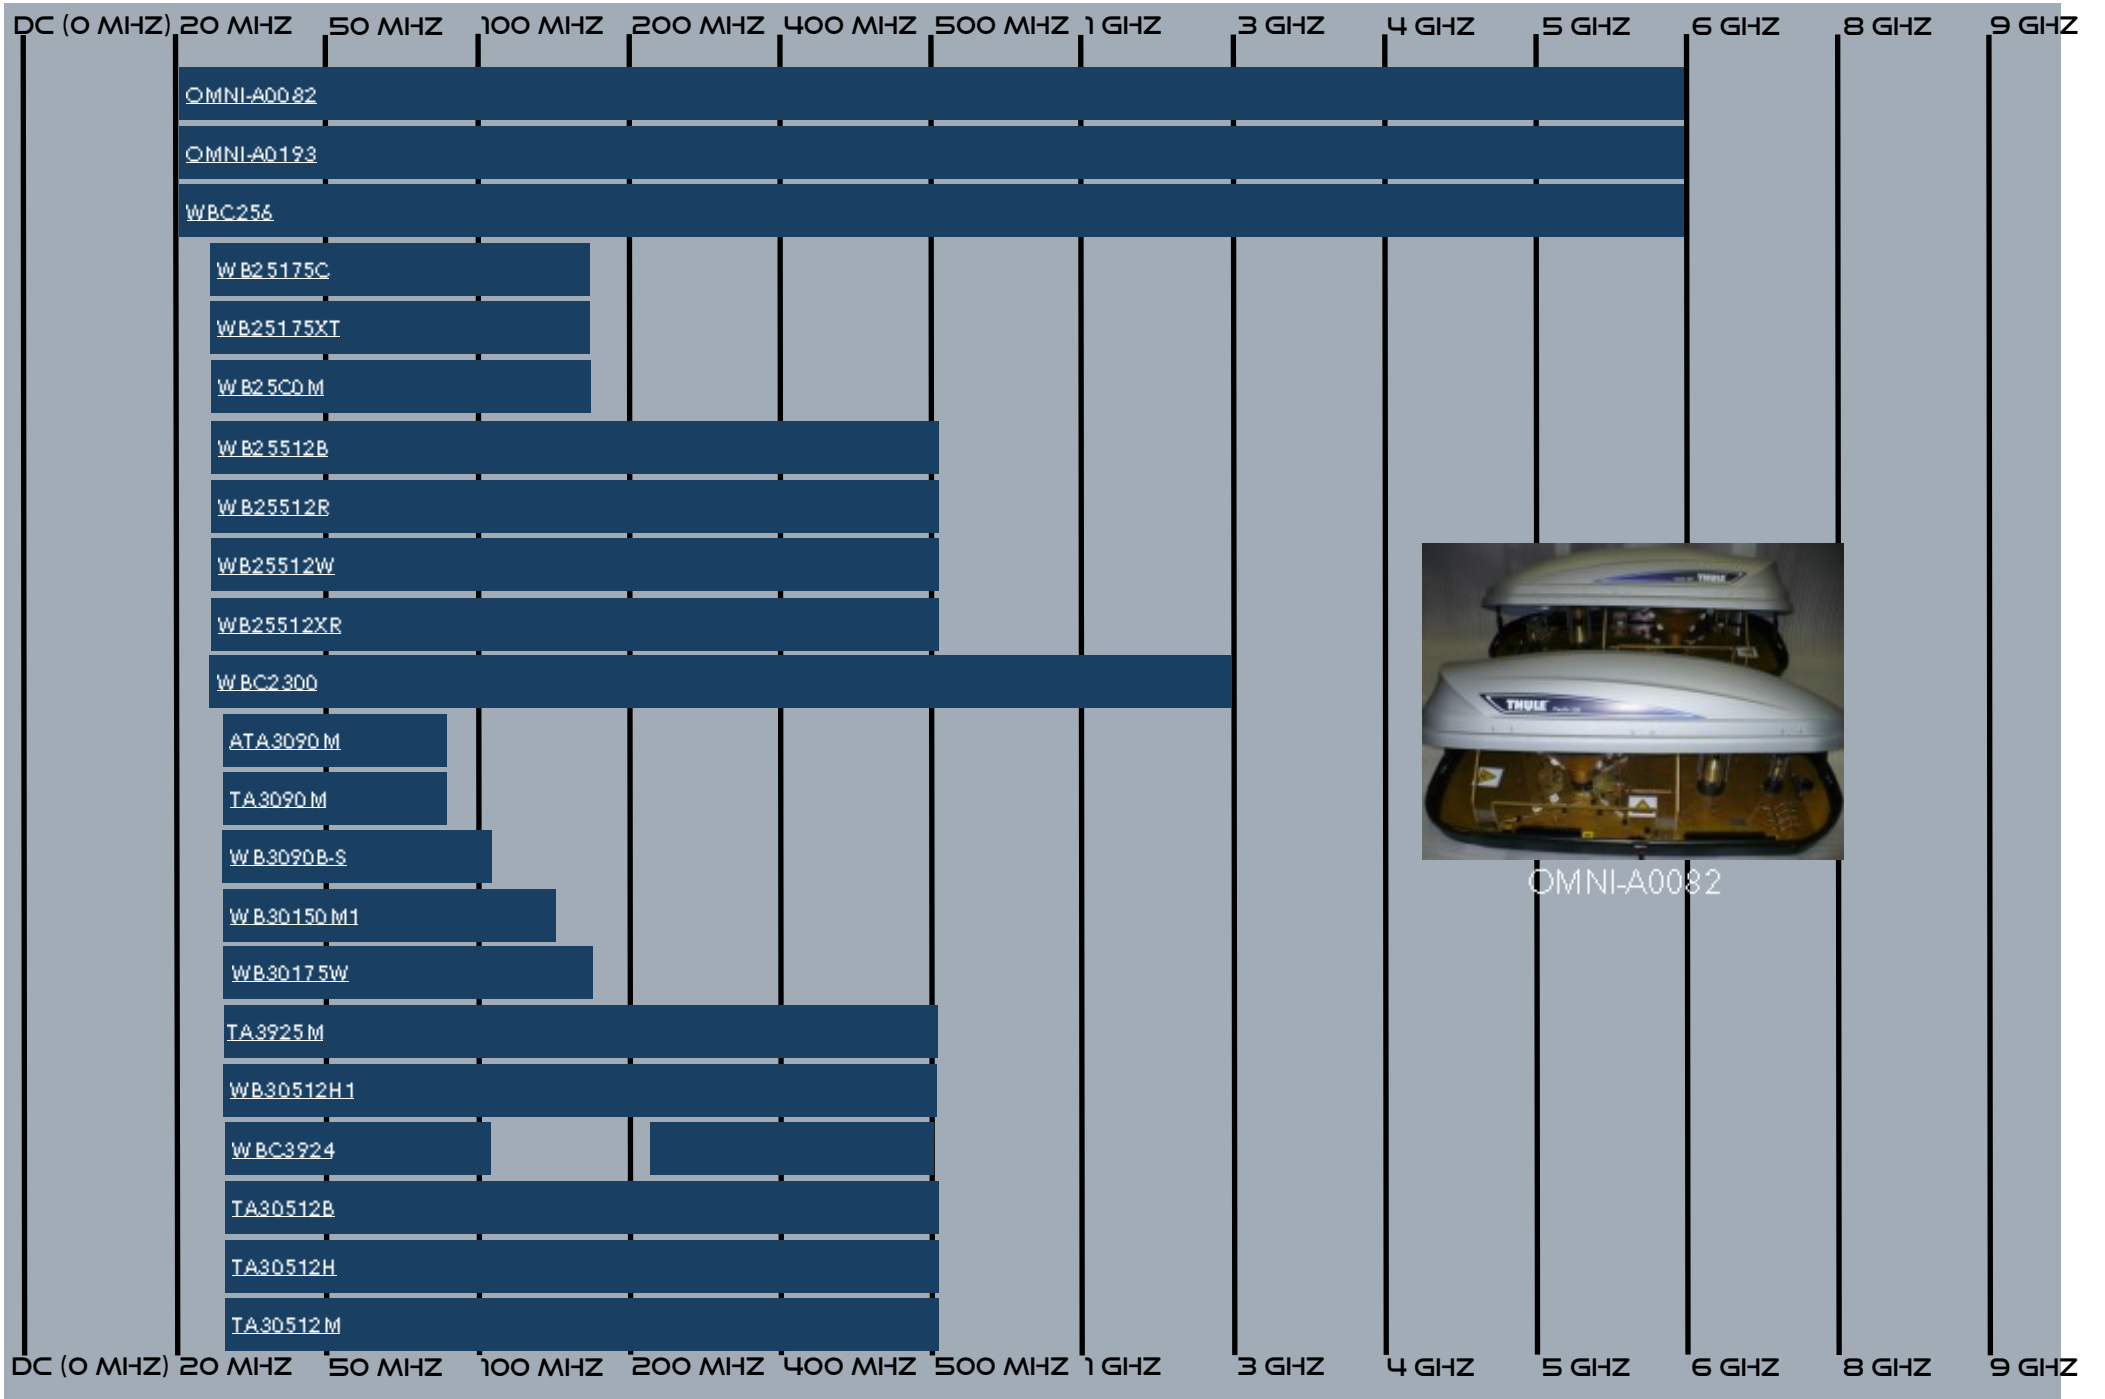 DC (0 MHZ) 20 MHZ 50 MHZ 100 MHZ 200 MHZ 400 MHZ 500 MHZ 1 GHZ 3 GHZ 4 GHZ 5 GHZ 6 GHZ 8 GHZ 9 GHZ
OMNI-A0082
OMNI-A0193
WBC256
WB25175C
WB25175XT
WB25C0M
WB25512B
WB25512R
WB25512W
WB25512XR
WBC2300
ATA3090M
TA3090M
WB3090B-S
WB30150M1
WB30175W
TA3925M
WB30512H1
WBC3924
TA30512B
TA30512H
TA30512M
THULE
THULE
OMNI-A0082
DC (0 MHZ) 20 MHZ 50 MHZ 100 MHZ 200 MHZ 400 MHZ 500 MHZ 1 GHZ 3 GHZ 4 GHZ 5 GHZ 6 GHZ 8 GHZ 9 GHZ